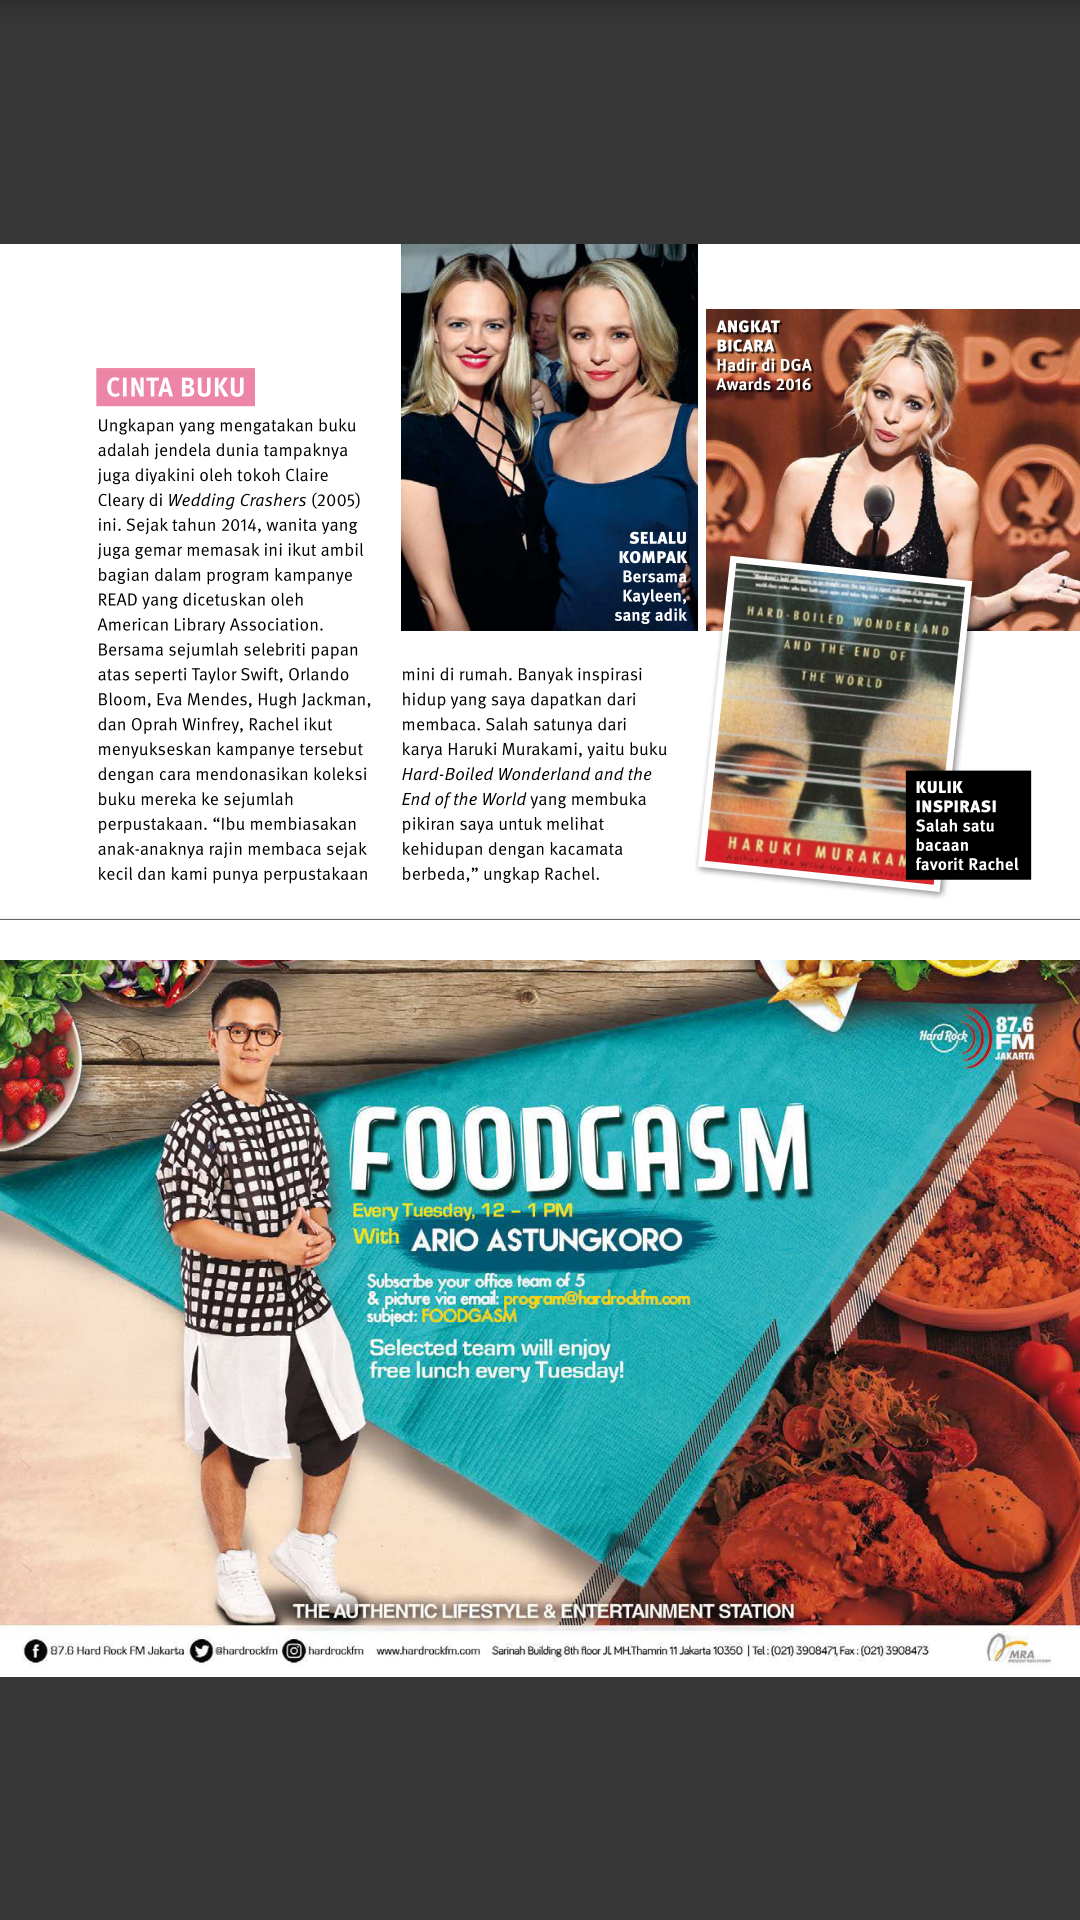 CINTA BUKU
Ungkapan yang mengatakan buku
adalah jendela dunia tampaknya
juga diyakini oleh tokoh Claire
Cleary di Wedding Crashers (2005)
ini. Sejak tahun 2014, wanita yang
juga gemar memasak ini ikut ambil
bagian dalam program kampanye
READ yang dicetuskan oleh
American Library Association.
Bersama sejumlah selebriti papan
atas seperti Taylor Swift, Orlando
Bloom, Eva Mendes, Hugh Jackman,
dan Oprah Winfrey, Rachel ikut
menyukseskan kampanye tersebut
dengan cara mendonasikan koleksi
buku mereka ke sejumlah
perpustakaan. “Ibu membiasakan
anak-anaknya rajin membaca sejak
kecil dan kami punya perpustakaan
SELALU
KOMPAK
Bersama
Kayleen,
sang adik
mini di rumah. Banyak inspirasi
hidup yang saya dapatkan dari
membaca. Salah satunya dari
karya Haruki Murakami, yaitu buku
Hard-Boiled Wonderland and the
End of the World yang membuka
pikiran saya untuk melihat
kehidupan dengan kacamata
berbeda,” ungkap Rachel.
ANGKAT
BICARA
Hadir di DGA
Awards 2016
DGA
DGA
HARD-BOILED WONDERLAND
AND THE END OF
THE WORLD
HARUKI MURAKAM
Author of The Wind-Up Bird
KULIK
INSPIRASI
Salah satu
bacaan
favorit Rachel
Hard Rock
87.6
FM
JAKARTA
FOODGASM
Every Tuesday, 12 – 1 PM
With ARIO ASTUNGKORO
Subscribe your office team of 5
& picture via email: program@hardrockfm.com
subject: FOODGASM
Selected team will enjoy
free lunch every Tuesday!
THE AUTHENTIC LIFESTYLE & ENTERTAINMENT STATION
87.6 Hard Rock FM Jakarta @hardrockfm hardrockfm www.hardrockfm.com Sarinah Building 8th floor Jl. MH.Thamrin 11 Jakarta 10350 | Tel : (021) 3908471, Fax : (021) 3908473
MRA